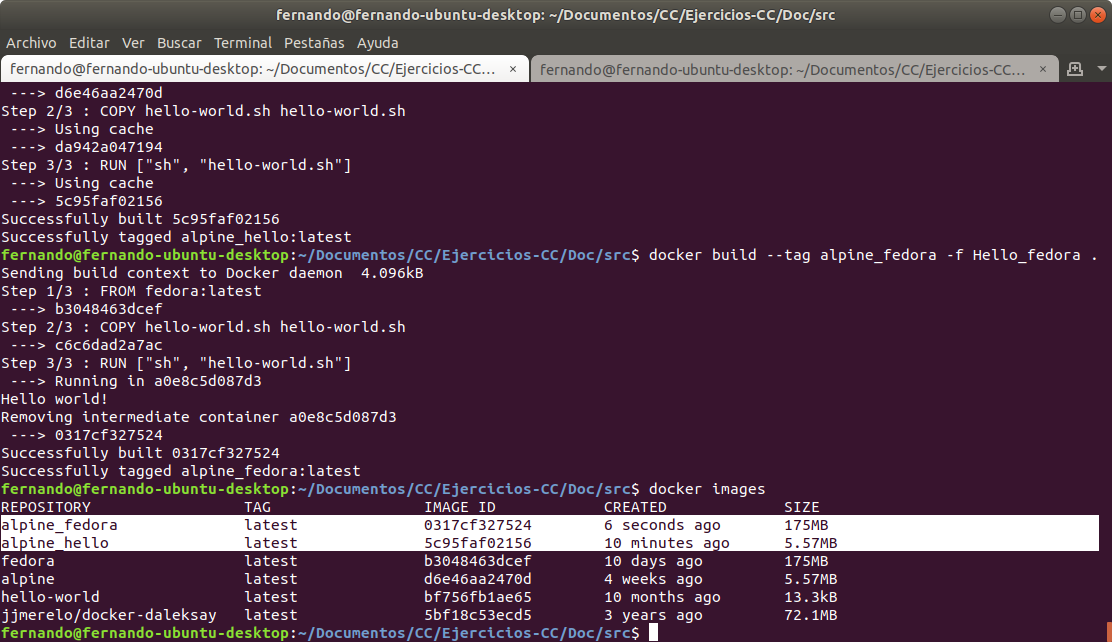 fernando@fernando-ubuntu-desktop: ~/Documentos/CC/Ejercicios-CC/Doc/src
Archivo Editar Ver Buscar Terminal Pestañas Ayuda
fernando@fernando-ubuntu-desktop: ~/Documentos/CC/Ejercicios-CC... × fernando@fernando-ubuntu-desktop: ~/Documentos/CC/Ejercicios-CC... ×
 ---> d6e46aa2470d
Step 2/3 : COPY hello-world.sh hello-world.sh
 ---> Using cache
 ---> da942a047194
Step 3/3 : RUN ["sh", "hello-world.sh"]
 ---> Using cache
 ---> 5c95faf02156
Successfully built 5c95faf02156
Successfully tagged alpine_hello:latest
fernando@fernando-ubuntu-desktop:~/Documentos/CC/Ejercicios-CC/Doc/src$ docker build --tag alpine_fedora -f Hello_fedora .
Sending build context to Docker daemon  4.096kB
Step 1/3 : FROM fedora:latest
 ---> b3048463dcef
Step 2/3 : COPY hello-world.sh hello-world.sh
 ---> c6c6dad2a7ac
Step 3/3 : RUN ["sh", "hello-world.sh"]
 ---> Running in a0e8c5d087d3
Hello world!
Removing intermediate container a0e8c5d087d3
 ---> 0317cf327524
Successfully built 0317cf327524
Successfully tagged alpine_fedora:latest
fernando@fernando-ubuntu-desktop:~/Documentos/CC/Ejercicios-CC/Doc/src$ docker images
REPOSITORY                 TAG                 IMAGE ID            CREATED             SIZE
alpine_fedora              latest              0317cf327524        6 seconds ago       175MB
alpine_hello               latest              5c95faf02156        10 minutes ago      5.57MB
fedora                     latest              b3048463dcef        10 days ago         175MB
alpine                     latest              d6e46aa2470d        4 weeks ago         5.57MB
hello-world                latest              bf756fb1ae65        10 months ago       13.3kB
jjmerelo/docker-daleksay   latest              5bf18c53ecd5        3 years ago         72.1MB
fernando@fernando-ubuntu-desktop:~/Documentos/CC/Ejercicios-CC/Doc/src$